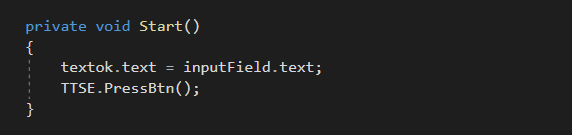 private void Start()
{
textok.text = inputField.text;
TTSE.PressBtn();
}